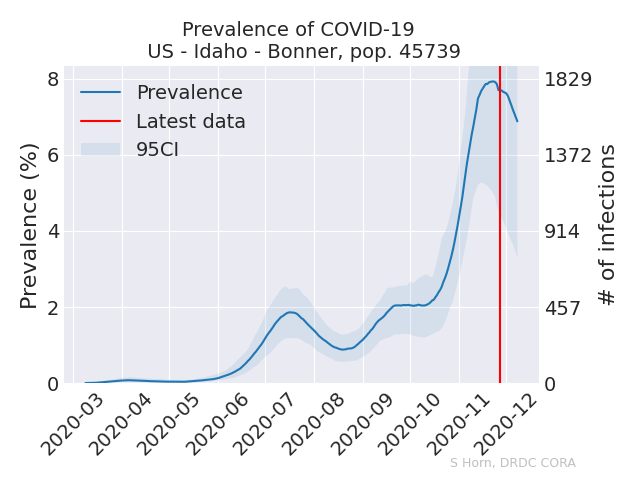 Prevalence of COVID-19
US - Idaho - Bonner, pop. 45739
Prevalence
Latest data
95CI
Prevalence (%)
8
6
4
2
0
1829
1372
914
457
0
# of infections
2020-03
2020-04
2020-05
2020-06
2020-07
2020-08
2020-09
2020-10
2020-11
2020-12
S Horn, DRDC CORA